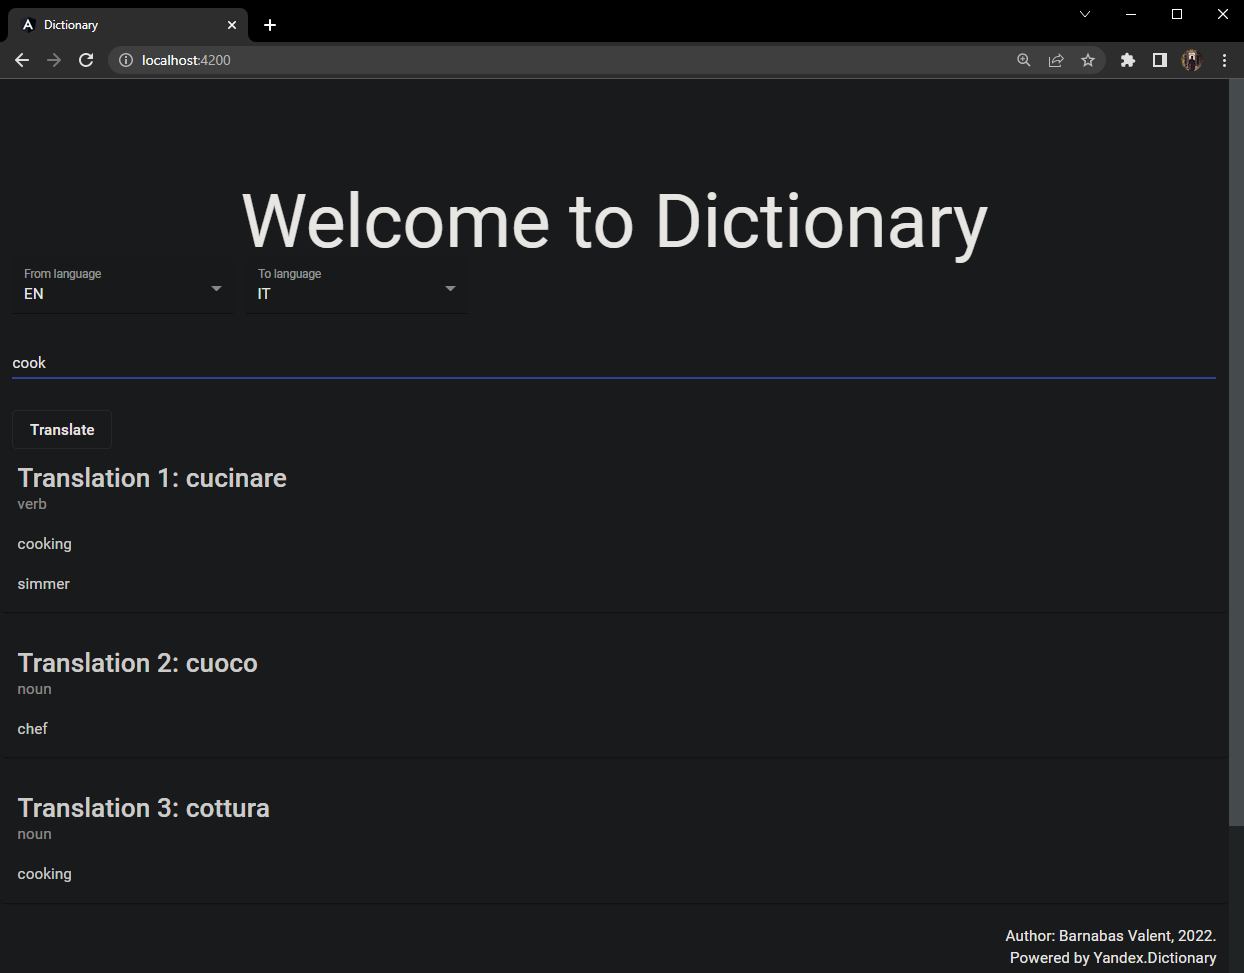 Dictionary
localhost:4200
Welcome to Dictionary
From language
EN
To language
IT
cook
Translate
Translation 1: cucinare
verb
cooking
simmer
Translation 2: cuoco
noun
chef
Translation 3: cottura
noun
cooking
Author: Barnabas Valent, 2022.
Powered by Yandex.Dictionary